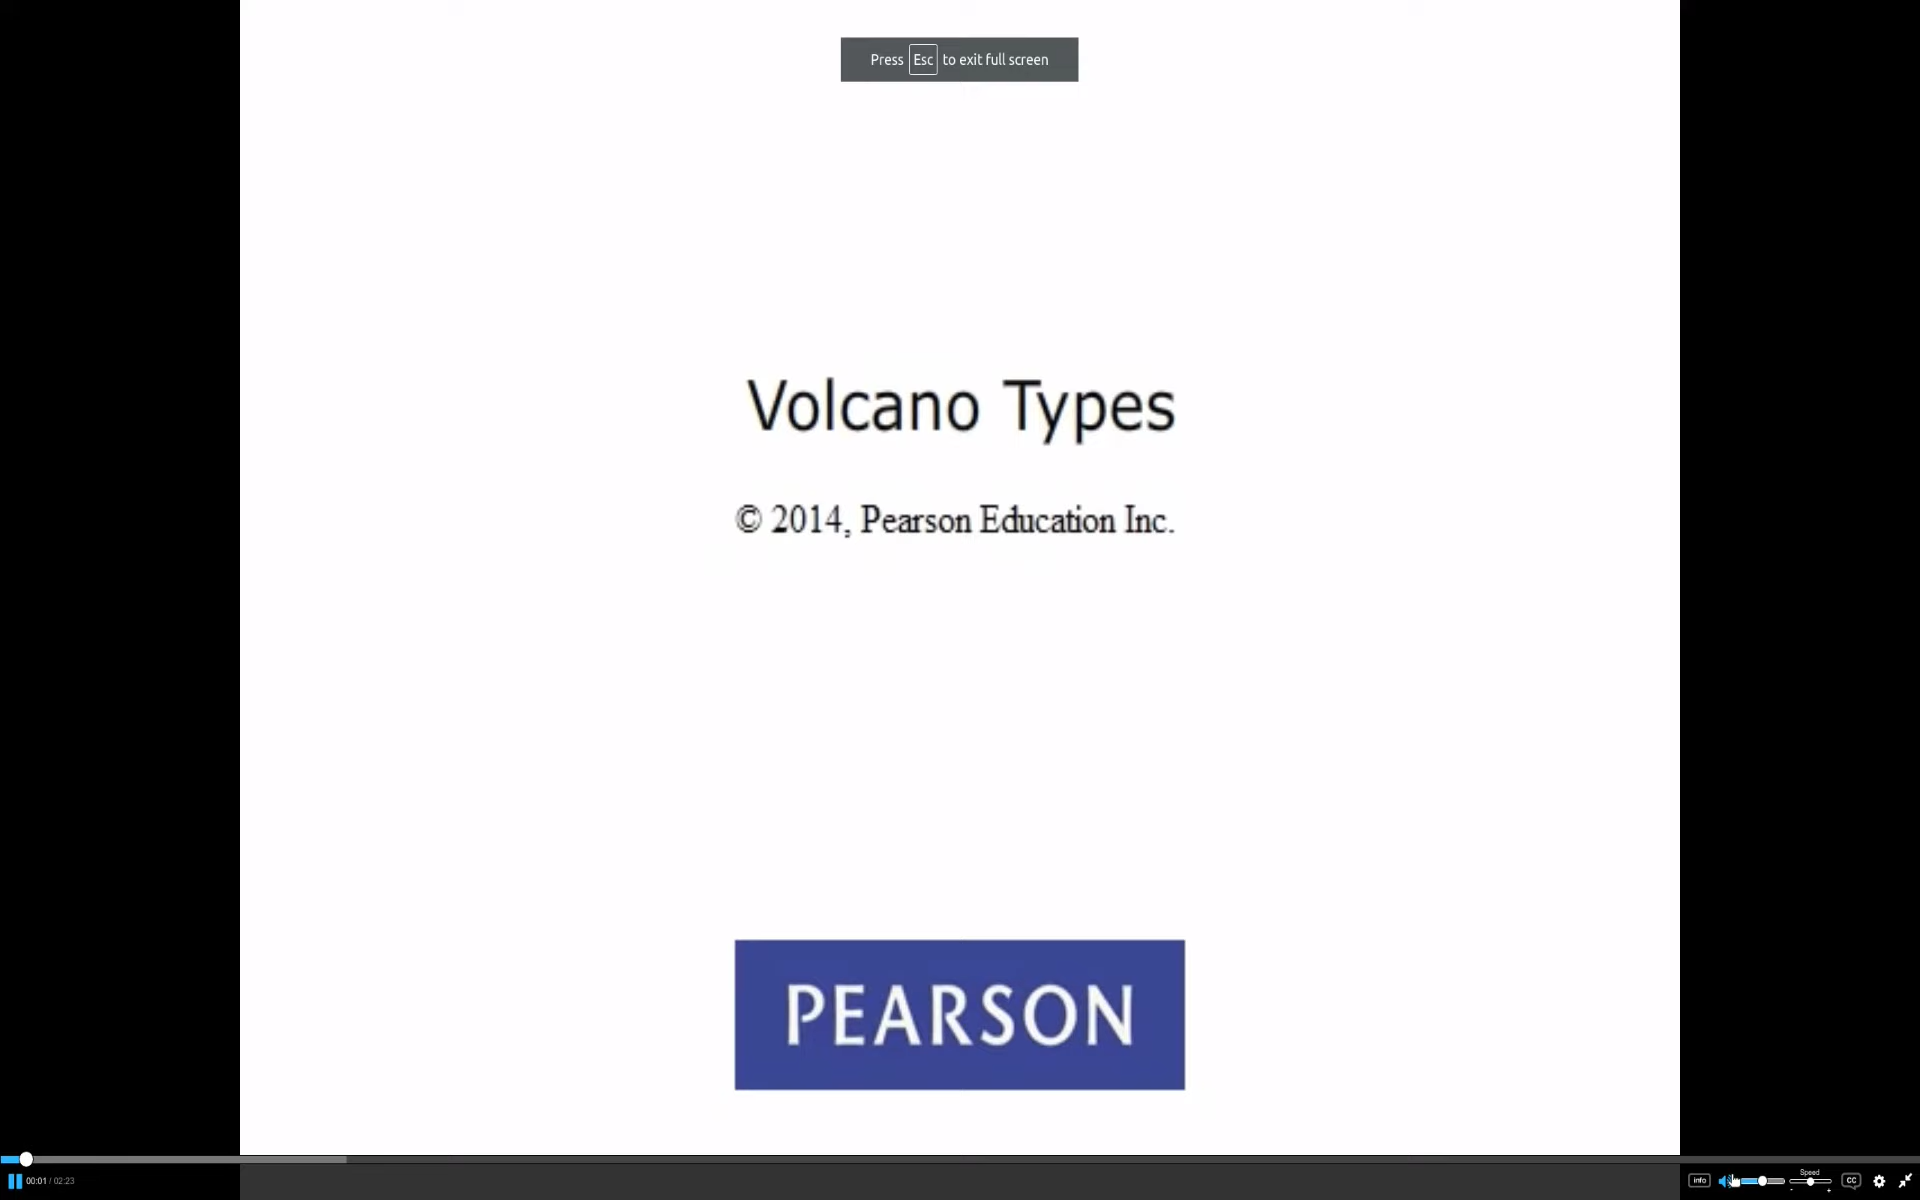 Press Esc to exit full screen
Volcano Types
© 2014, Pearson Education Inc.
PEARSON
00:01 / 02:23
info
Speed
- +
CC